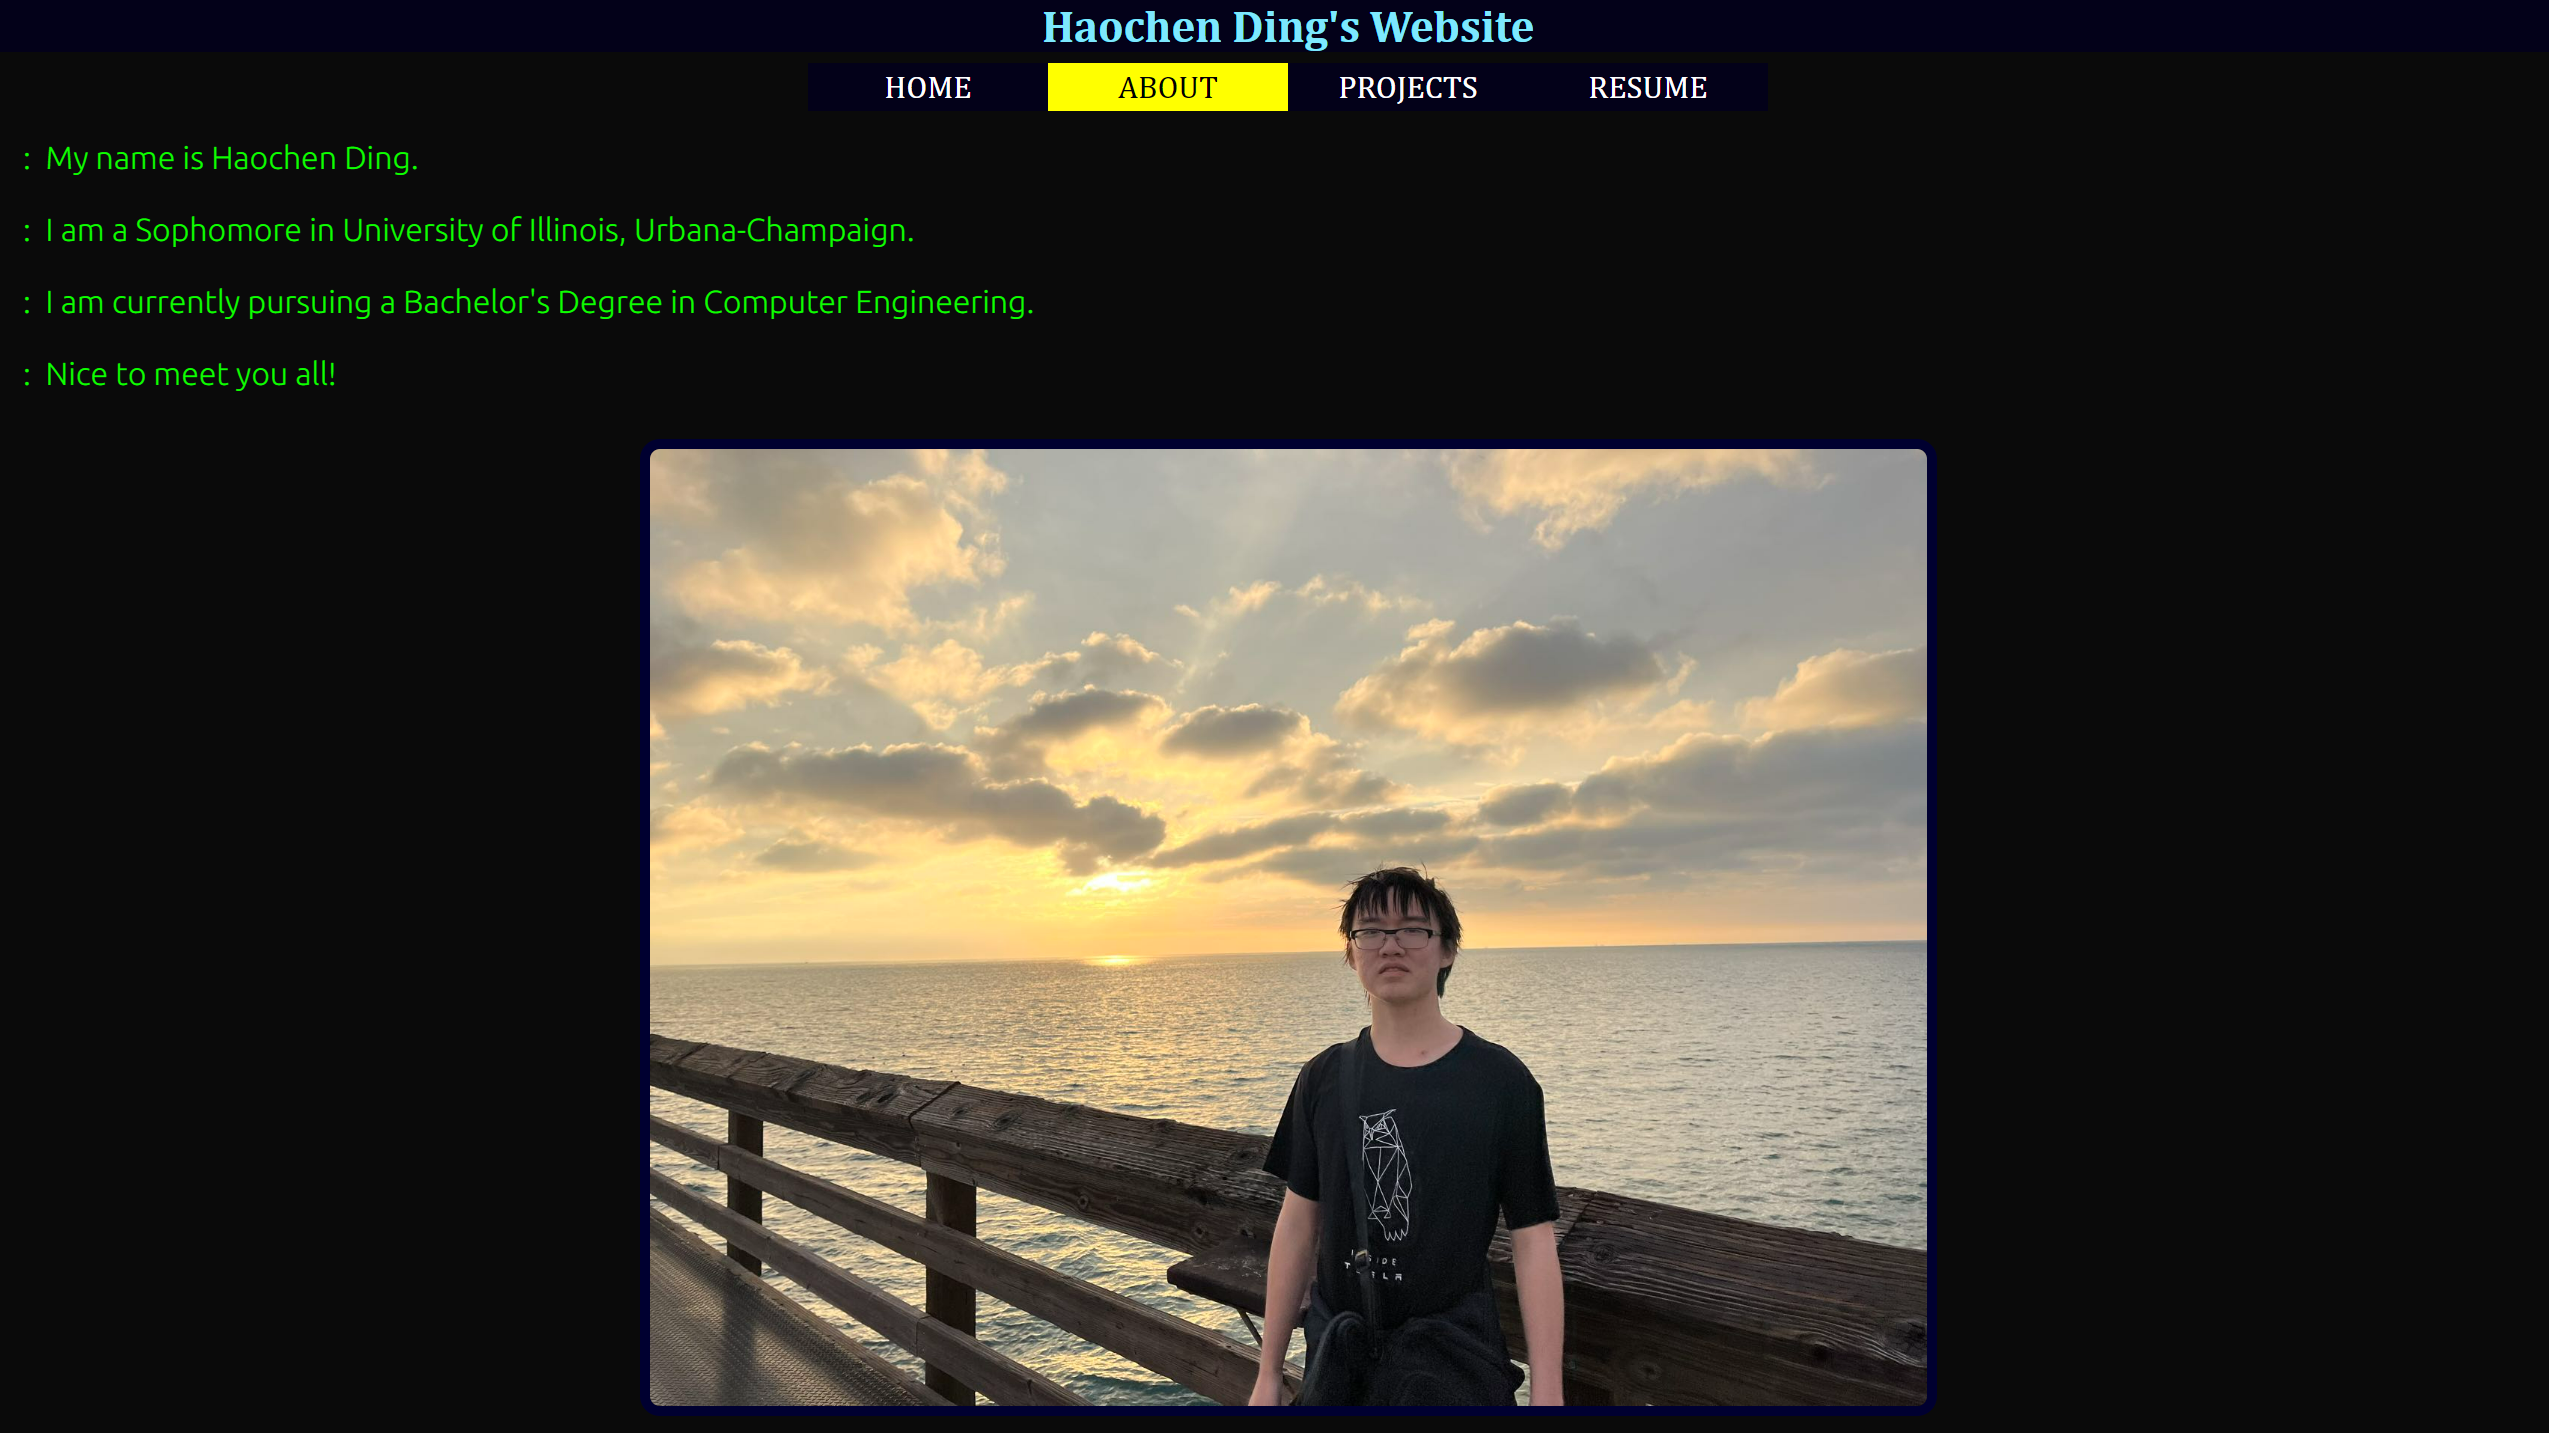 Haochen Ding's Website
HOME ABOUT PROJECTS RESUME
: My name is Haochen Ding.
: I am a Sophomore in University of Illinois, Urbana-Champaign.
: I am currently pursuing a Bachelor's Degree in Computer Engineering.
: Nice to meet you all!